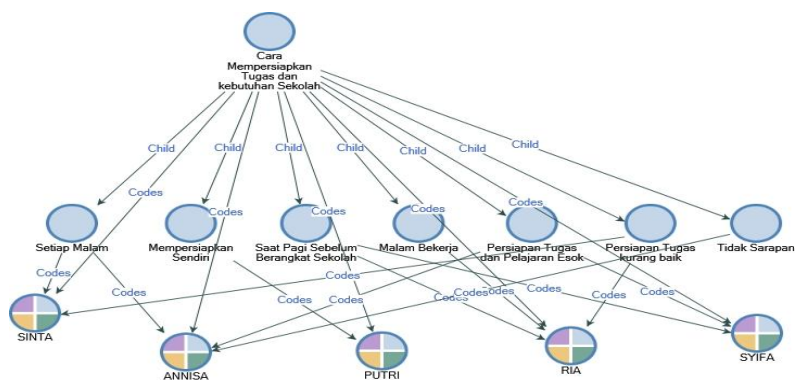 Cara
Mempersiapkan
Tugas dan
kebutuhan Sekolah
Child
Child
Child
Child
Child
Child
Child
Codes
Codes
Codes
Codes
Codes
Setiap Malam
Mempersiapkan
Sendiri
Saat Pagi Sebelum
Berangkat Sekolah
Malam Bekerja
Persiapan Tugas
dan Pelajaran Esok
Persiapan Tugas
kurang baik
Tidak Sarapan
Codes
Codes
Codes
Codes
Codes
Codes
Codes
Codes
Codes
Codes
Codes
SINTA
ANNISA
PUTRI
RIA
SYIFA